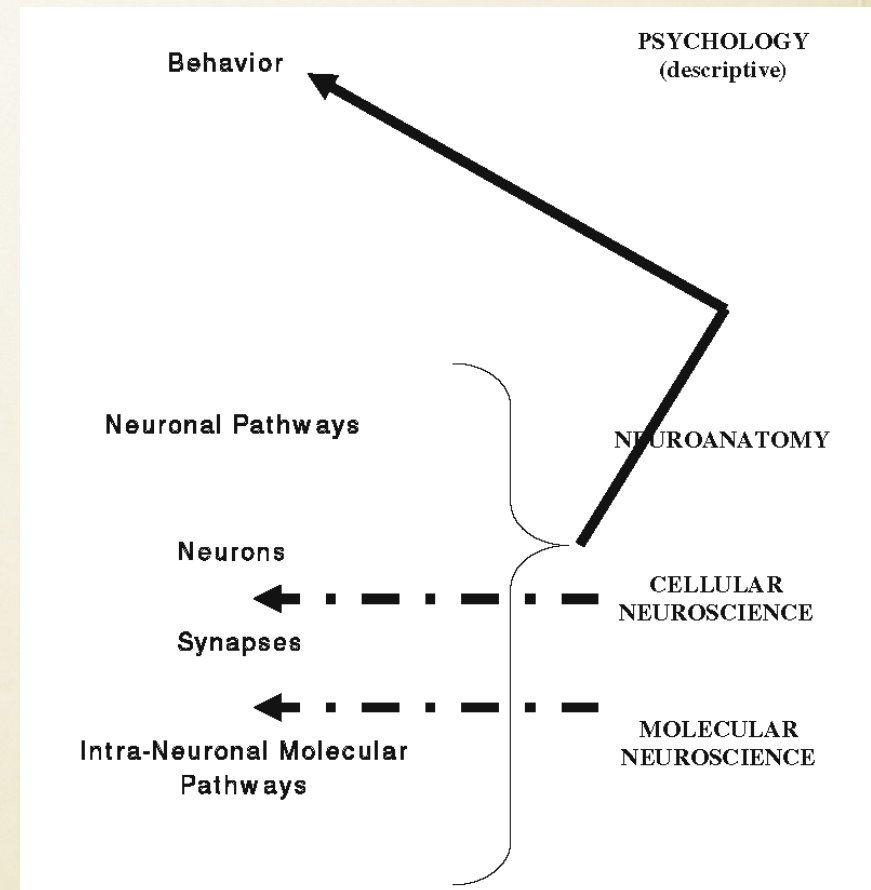 Behavior
PSYCHOLOGY
(descriptive)
Neuronal Pathways
NEUROANATOMY
Neurons
CELLULAR
NEUROSCIENCE
Synapses
MOLECULAR
NEUROSCIENCE
Intra-Neuronal Molecular
Pathways